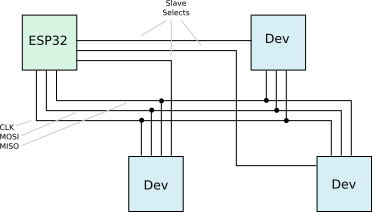 Slave
Selects
ESP32
Dev
CLK
MOSI
MISO
Dev
Dev